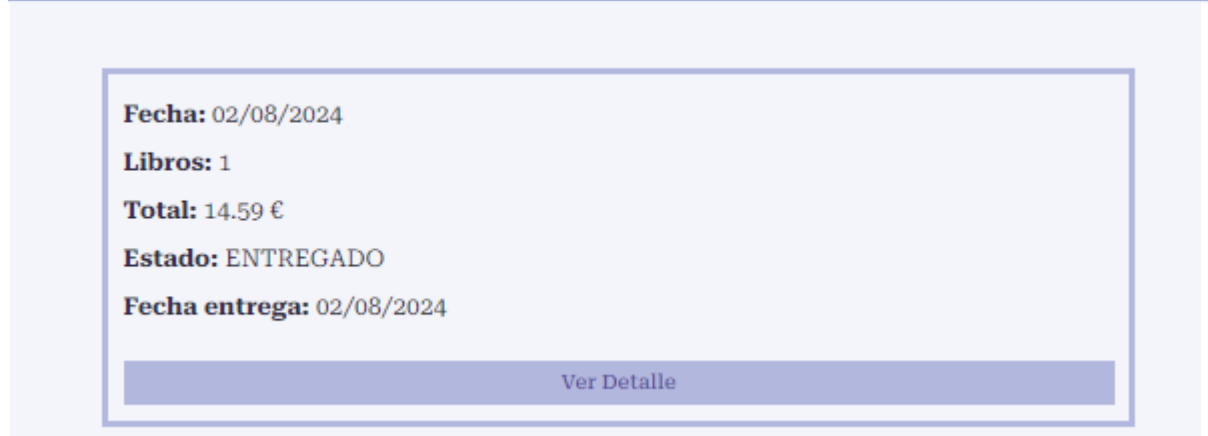 Fecha: 02/08/2024
Libros: 1
Total: 14.59 €
Estado: ENTREGADO
Fecha entrega: 02/08/2024
Ver Detalle